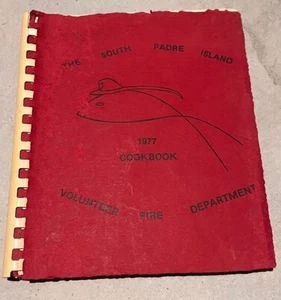 THE SOUTH PADRE ISLAND
1977
COOKBOOK
VOLUNTEER FIRE DEPARTMENT